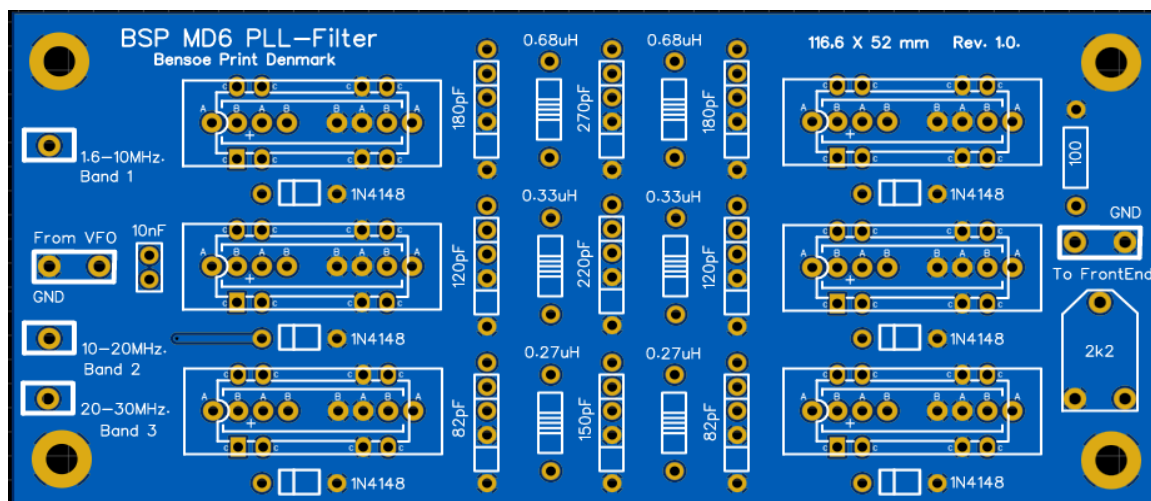 BSP MD6 PLL-Filter
Bensoe Print Denmark
0.68uH
0.68uH
116.6 X 52 mm Rev. 1.0.
180pF
270pF
180pF
C C C
A B A B B A B A
+
C C
C C C
A B A B B A B A
+
C C
1.6-10MHz.
Band 1
1N4148
1N4148
100
0.33uH
0.33uH
GND
From VFO
10nF
GND
120pF
220pF
120pF
C C C
A B A B B A B A
+
C C
C C C
A B A B B A B A
+
C C
To FrontEnd
10-20MHz.
Band 2
1N4148
1N4148
2k2
0.27uH
0.27uH
20-30MHz.
Band 3
82pF
150pF
82pF
C C C
A B A B B A B A
+
C C
C C C
A B A B B A B A
+
C C
1N4148
1N4148